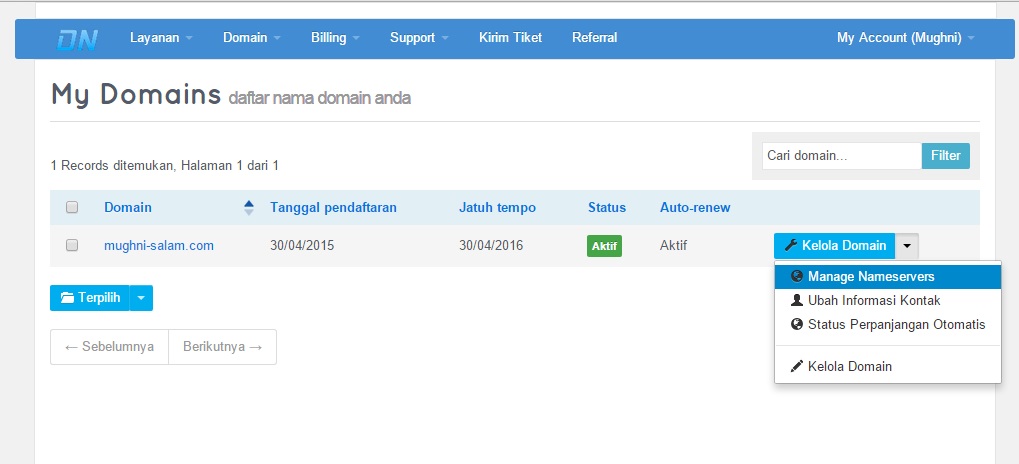 DN Layanan Domain Billing Support Kirim Tiket Referral My Account (Mughni)
My Domains daftar nama domain anda
1 Records ditemukan, Halaman 1 dari 1
Cari domain... Filter
Domain Tanggal pendaftaran Jatuh tempo Status Auto-renew
mughni-salam.com 30/04/2015 30/04/2016 Aktif Aktif Kelola Domain
Manage Nameservers
Terpilih
Ubah Informasi Kontak
Status Perpanjangan Otomatis
← Sebelumnya Berikutnya →
Kelola Domain